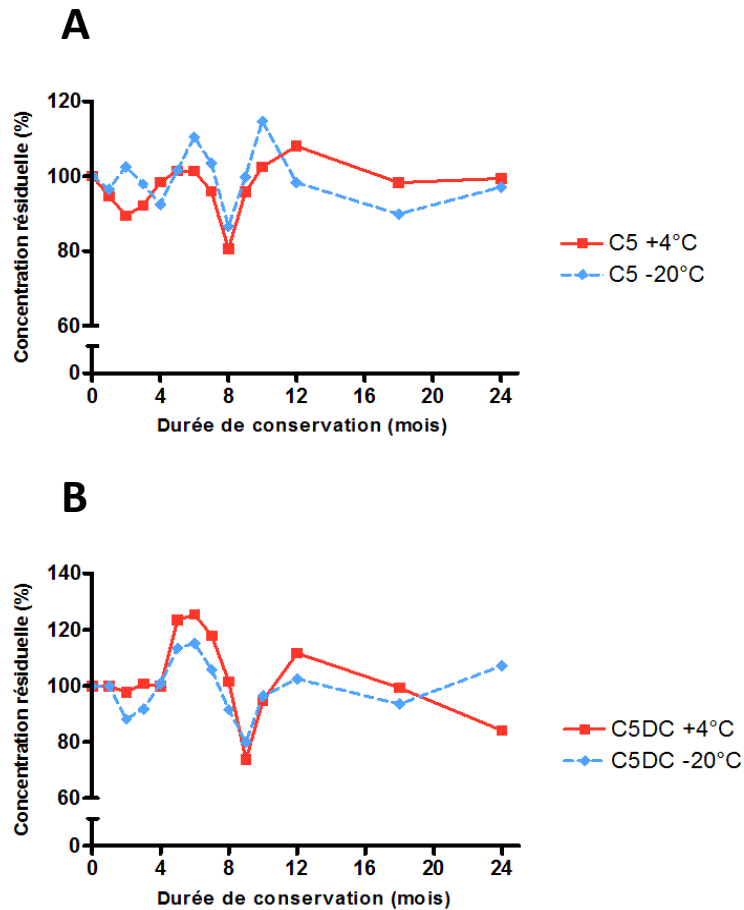 A
Concentration résiduelle (%)
120
100
80
60
0
0 4 8 12 16 20 24
Durée de conservation (mois)
C5 +4°C
C5 -20°C
B
Concentration résiduelle (%)
140
120
100
80
60
0
0 4 8 12 16 20 24
Durée de conservation (mois)
C5DC +4°C
C5DC -20°C